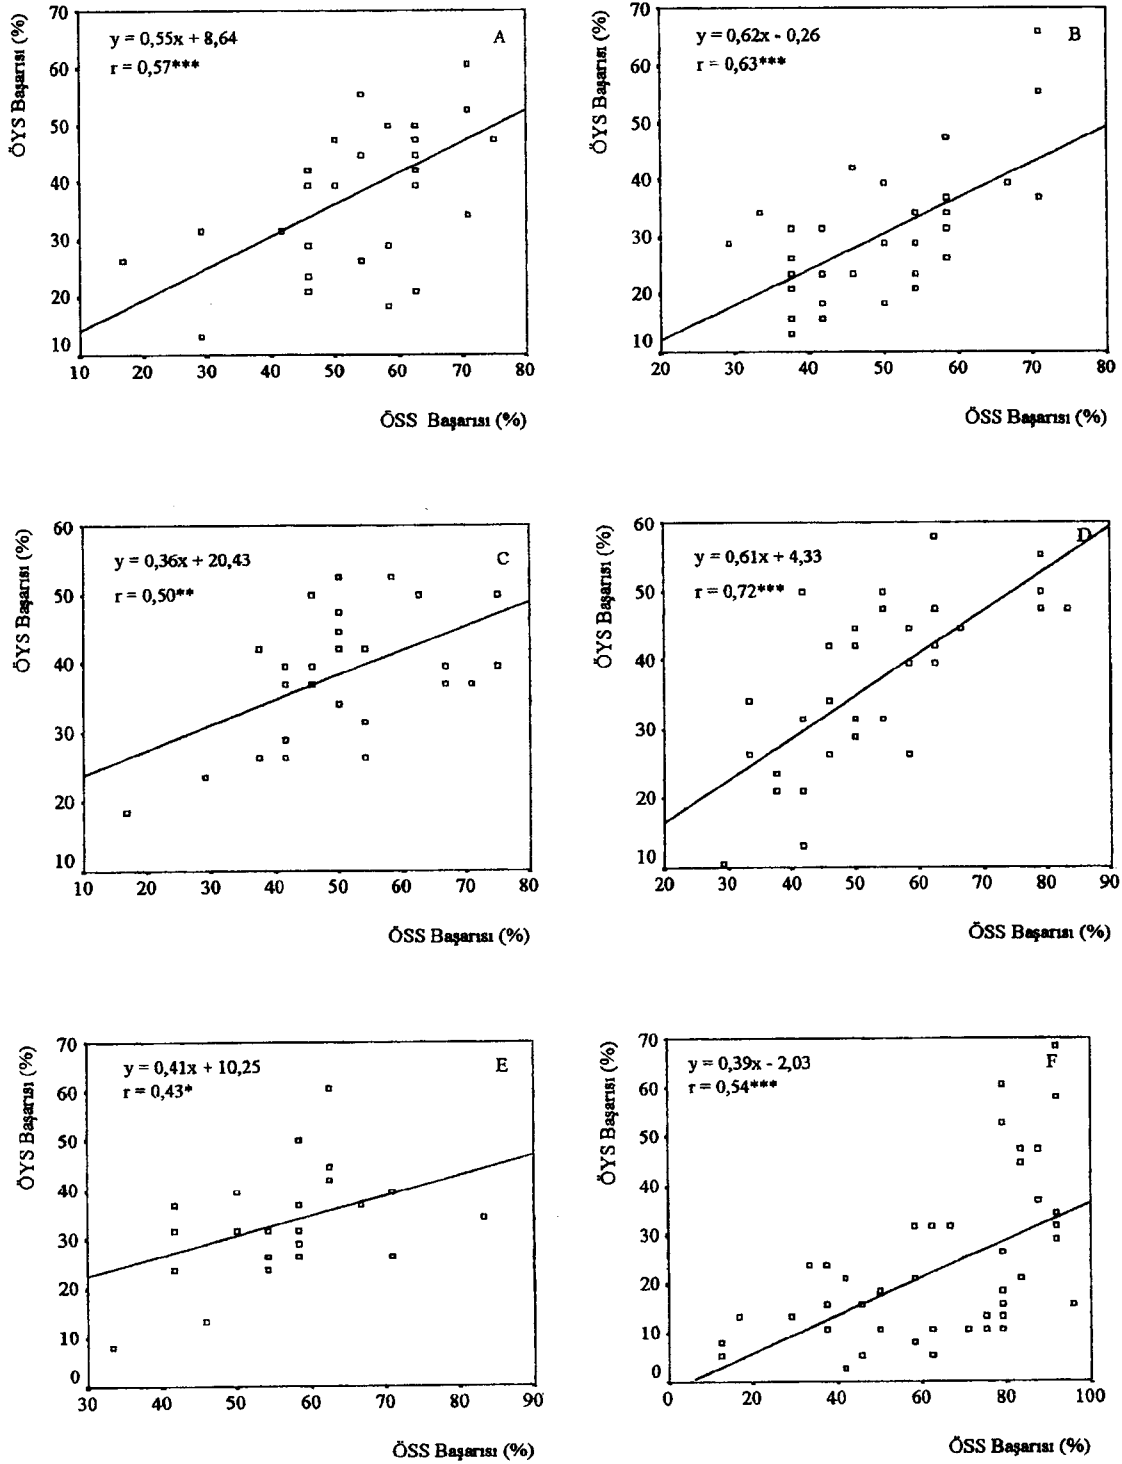 ÖYS Başarısı (%)
y = 0,55x + 8,64
r = 0,57***
A
70
60
50
40
30
20
10
10 20 30 40 50 60 70 80
ÖSS Başarısı (%)
ÖYS Başarısı (%)
y = 0,62x - 0,26
r = 0,63***
B
70
60
50
40
30
20
10
20 30 40 50 60 70 80
ÖSS Başarısı (%)
ÖYS Başarısı (%)
y = 0,36x + 20,43
r = 0,50**
C
60
50
40
30
20
10
10 20 30 40 50 60 70 80
ÖSS Başarısı (%)
ÖYS Başarısı (%)
y = 0,61x + 4,33
r = 0,72***
D
60
50
40
30
20
10
20 30 40 50 60 70 80 90
ÖSS Başarısı (%)
ÖYS Başarısı (%)
y = 0,41x + 10,25
r = 0,43*
E
70
60
50
40
30
20
10
0
30 40 50 60 70 80 90
ÖSS Başarısı (%)
ÖYS Başarısı (%)
y = 0,39x - 2,03
r = 0,54***
F
70
60
50
40
30
20
10
0
0 20 40 60 80 100
ÖSS Başarısı (%)